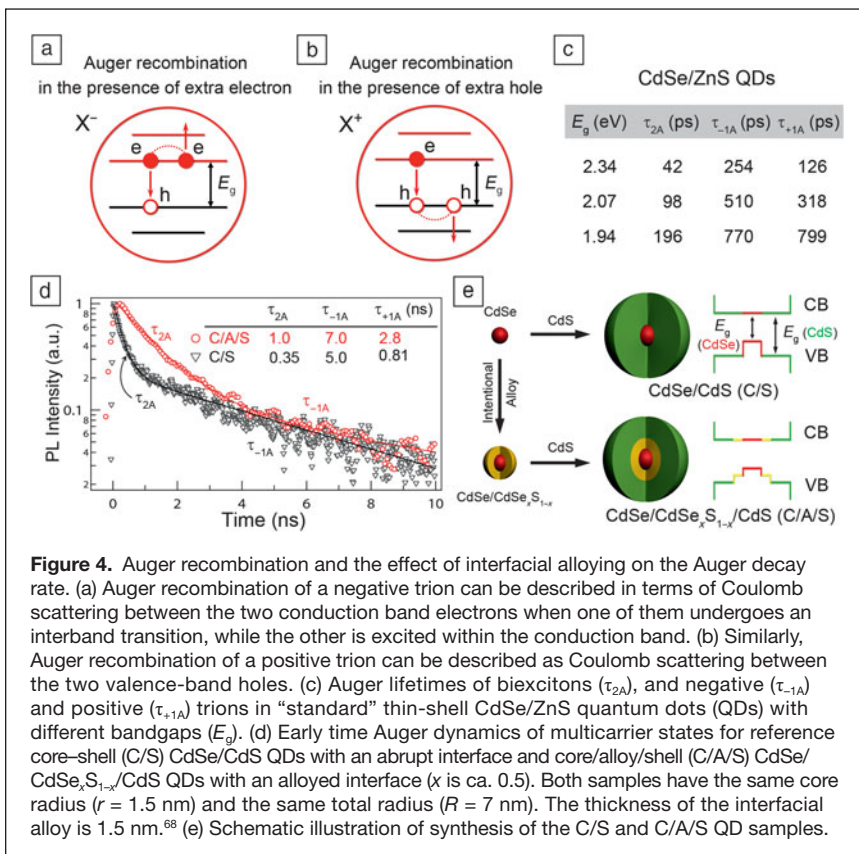 a
Auger recombination
in the presence of extra electron
X⁻
e
e
h
E_g
b
Auger recombination
in the presence of extra hole
X⁺
e
h
h
E_g
c
CdSe/ZnS QDs
E_g (eV) τ_2A (ps) τ_−1A (ps) τ_+1A (ps)
2.34 42 254 126
2.07 98 510 318
1.94 196 770 799
d
τ_2A τ_−1A τ_+1A (ns)
C/A/S 1.0 7.0 2.8
C/S 0.35 5.0 0.81
PL Intensity (a.u.)
1
8
6
4
2
0.1
8
6
4
2
τ_2A
τ_2A
τ_−1A
τ_−1A
0 2 4 6 8 10
Time (ns)
e
CdSe
CdS
CB
E_g
(CdSe)
E_g (CdS)
VB
CdSe/CdS (C/S)
Intentional
Alloy
CdS
CB
VB
CdSe/CdSe_xS_1−x
CdSe/CdSe_xS_1−x/CdS (C/A/S)
Figure 4. Auger recombination and the effect of interfacial alloying on the Auger decay
rate. (a) Auger recombination of a negative trion can be described in terms of Coulomb
scattering between the two conduction band electrons when one of them undergoes an
interband transition, while the other is excited within the conduction band. (b) Similarly,
Auger recombination of a positive trion can be described as Coulomb scattering between
the two valence-band holes. (c) Auger lifetimes of biexcitons (τ_2A), and negative (τ_−1A)
and positive (τ_+1A) trions in “standard” thin-shell CdSe/ZnS quantum dots (QDs) with
different bandgaps (E_g). (d) Early time Auger dynamics of multicarrier states for reference
core–shell (C/S) CdSe/CdS QDs with an abrupt interface and core/alloy/shell (C/A/S) CdSe/
CdSe_xS_1−x/CdS QDs with an alloyed interface (x is ca. 0.5). Both samples have the same core
radius (r = 1.5 nm) and the same total radius (R = 7 nm). The thickness of the interfacial
alloy is 1.5 nm.⁶⁸ (e) Schematic illustration of synthesis of the C/S and C/A/S QD samples.